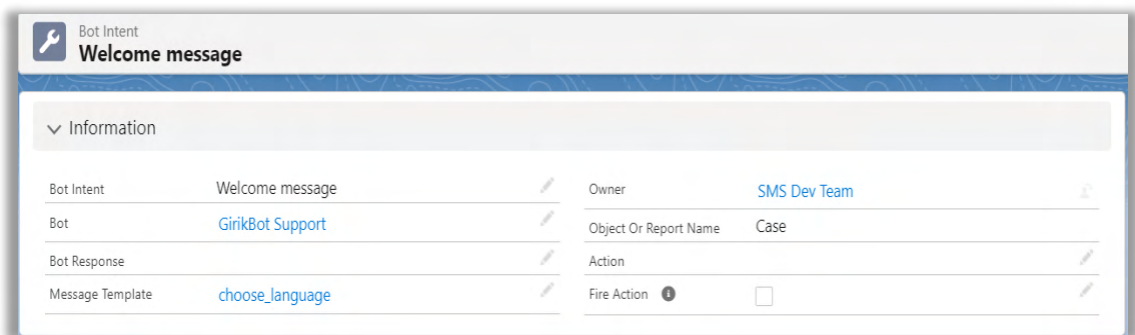 Bot Intent
Welcome message
Information
Bot Intent Welcome message
Owner SMS Dev Team
Bot GirikBot Support
Object Or Report Name Case
Bot Response
Action
Message Template choose_language
Fire Action